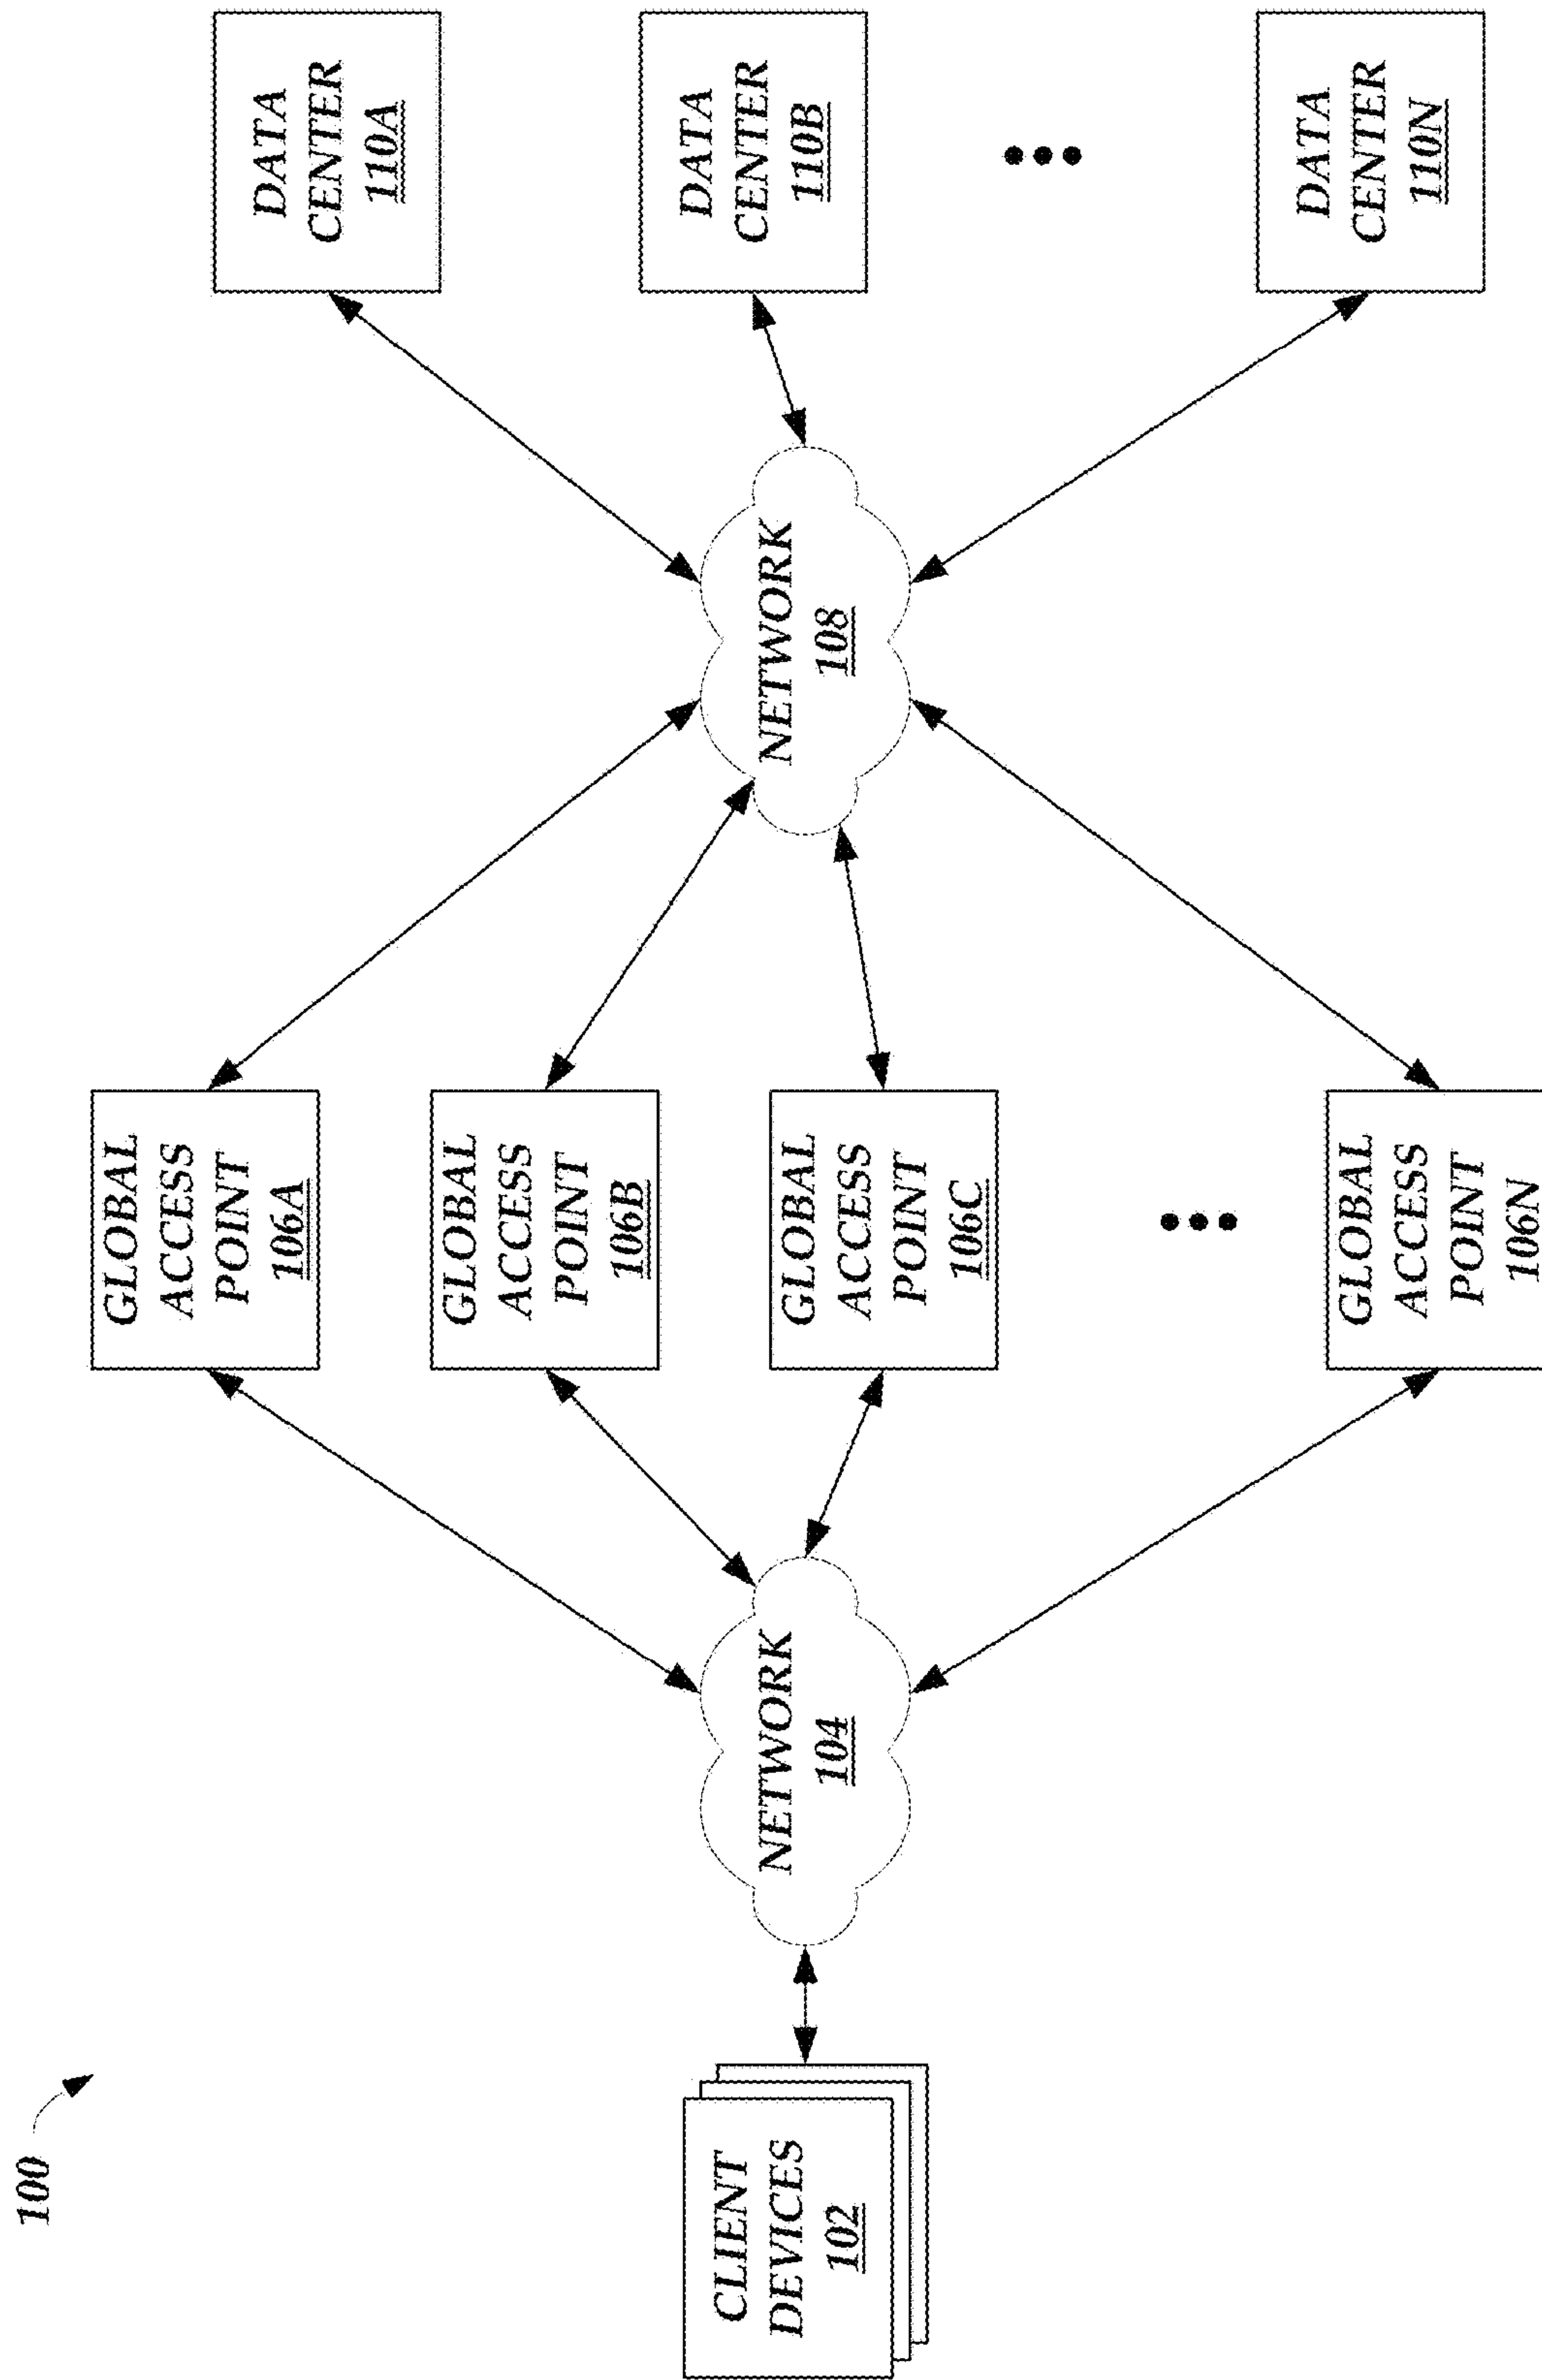 100
CLIENT
DEVICES
102
NETWORK
104
GLOBAL
ACCESS
POINT
106A
GLOBAL
ACCESS
POINT
106B
GLOBAL
ACCESS
POINT
106C
GLOBAL
ACCESS
POINT
106N
NETWORK
108
DATA
CENTER
110A
DATA
CENTER
110B
DATA
CENTER
110N